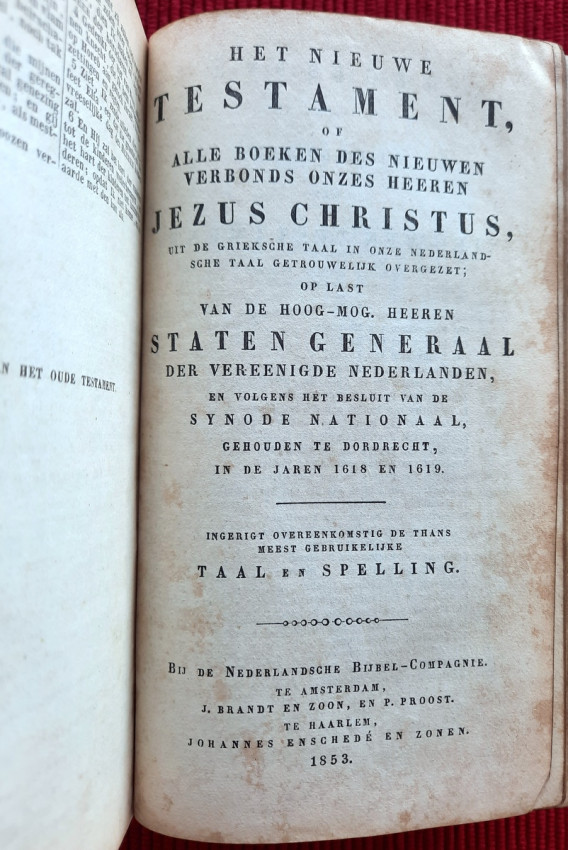 HET NIEUWE
TESTAMENT,
OF
ALLE BOEKEN DES NIEUWEN
VERBONDS ONZES HEEREN
JEZUS CHRISTUS,
UIT DE GRIEKSCHE TAAL IN ONZE NEDERLAND-
SCHE TAAL GETROUWELIJK OVERGEZET;
OP LAST
VAN DE HOOG-MOG. HEEREN
STATEN GENERAAL
DER VEREENIGDE NEDERLANDEN,
EN VOLGENS HET BESLUIT VAN DE
SYNODE NATIONAAL,
GEHOUDEN TE DORDRECHT,
IN DE JAREN 1618 EN 1619.
INGERIGT OVEREENKOMSTIG DE THANS
MEEST GEBRUIKELIJKE
TAAL EN SPELLING.
BIJ DE NEDERLANDSCHE BIJBEL-COMPAGNIE.
TE AMSTERDAM,
J. BRANDT EN ZOON, EN P. PROOST.
TE HAARLEM,
JOHANNES ENSCHEDÉ EN ZONEN.
1853.
N HET OUDE TESTAMENT.